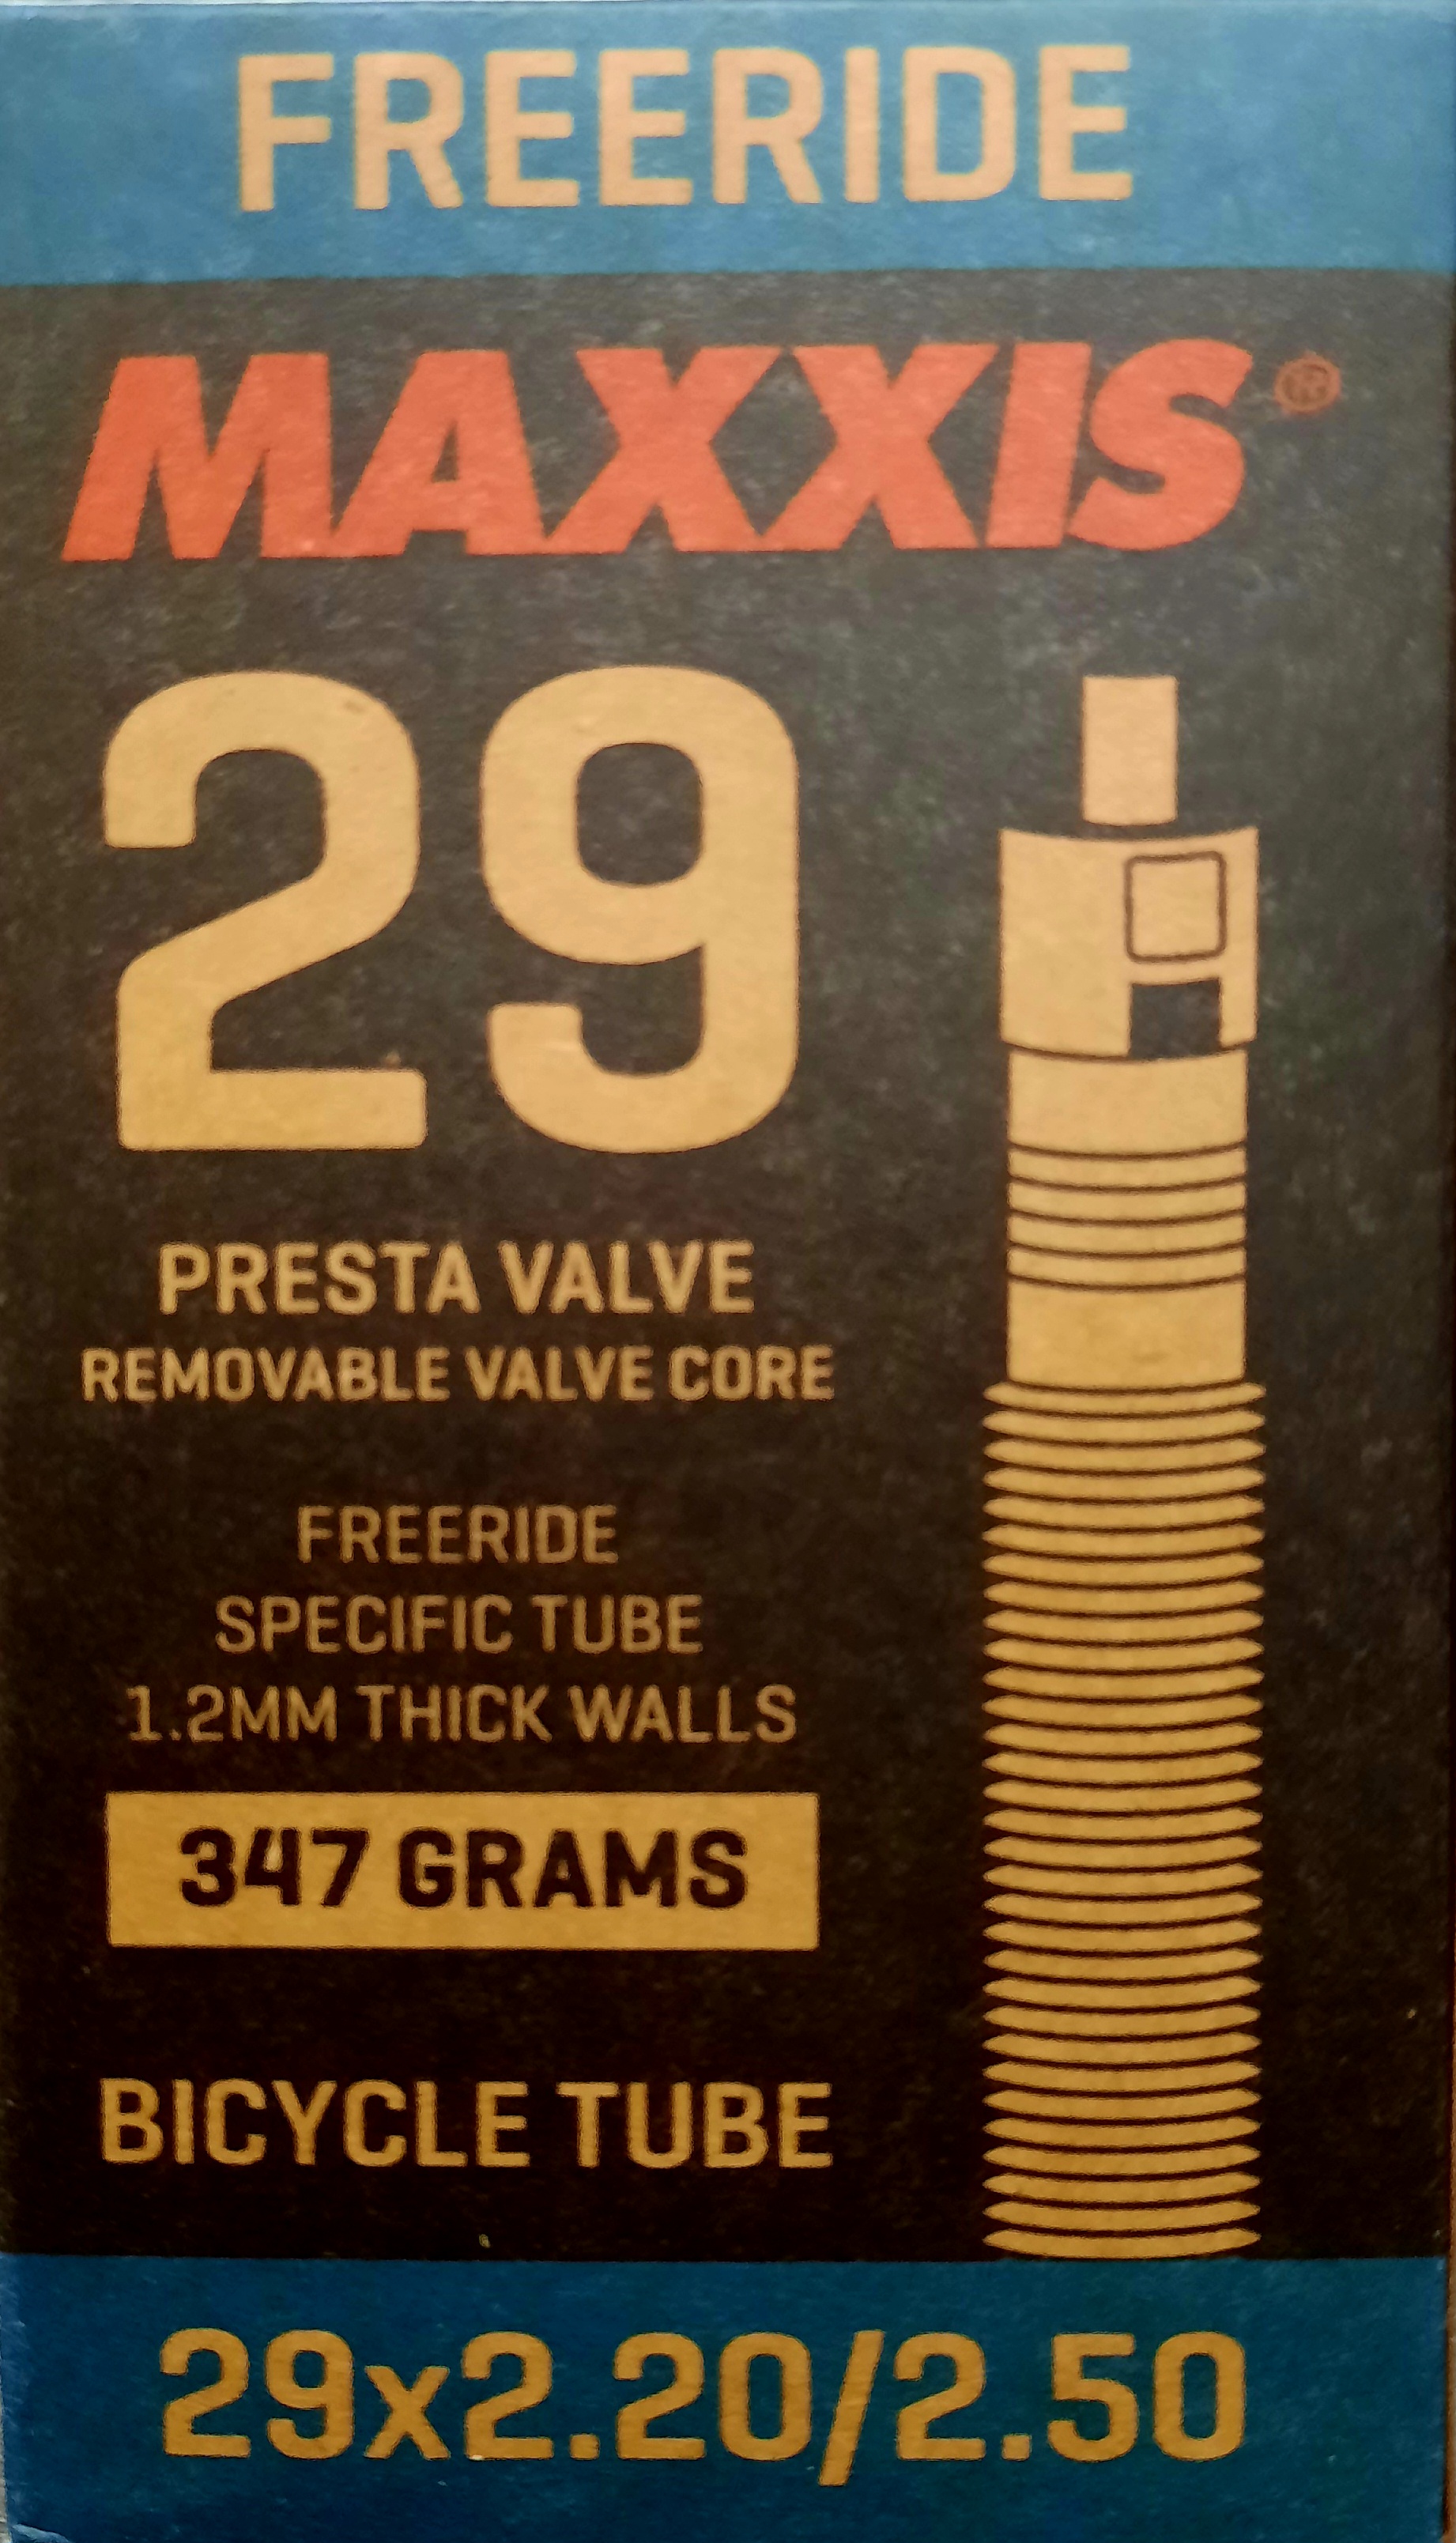 FREERIDE
MAXXIS®
29
PRESTA VALVE
REMOVABLE VALVE CORE
FREERIDE
SPECIFIC TUBE
1.2MM THICK WALLS
347 GRAMS
BICYCLE TUBE
29x2.20/2.50